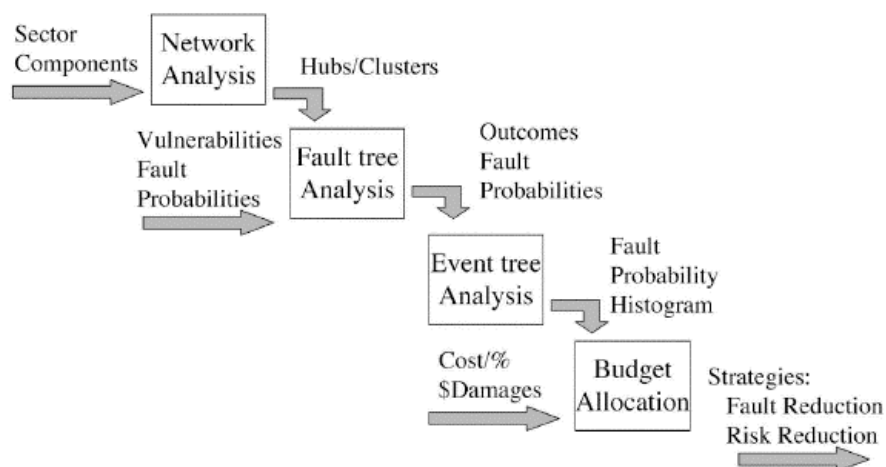 Sector
Components
Network
Analysis
Hubs/Clusters
Vulnerabilities
Fault
Probabilities
Fault tree
Analysis
Outcomes
Fault
Probabilities
Event tree
Analysis
Fault
Probability
Histogram
Cost/%
$Damages
Budget
Allocation
Strategies:
Fault Reduction
Risk Reduction